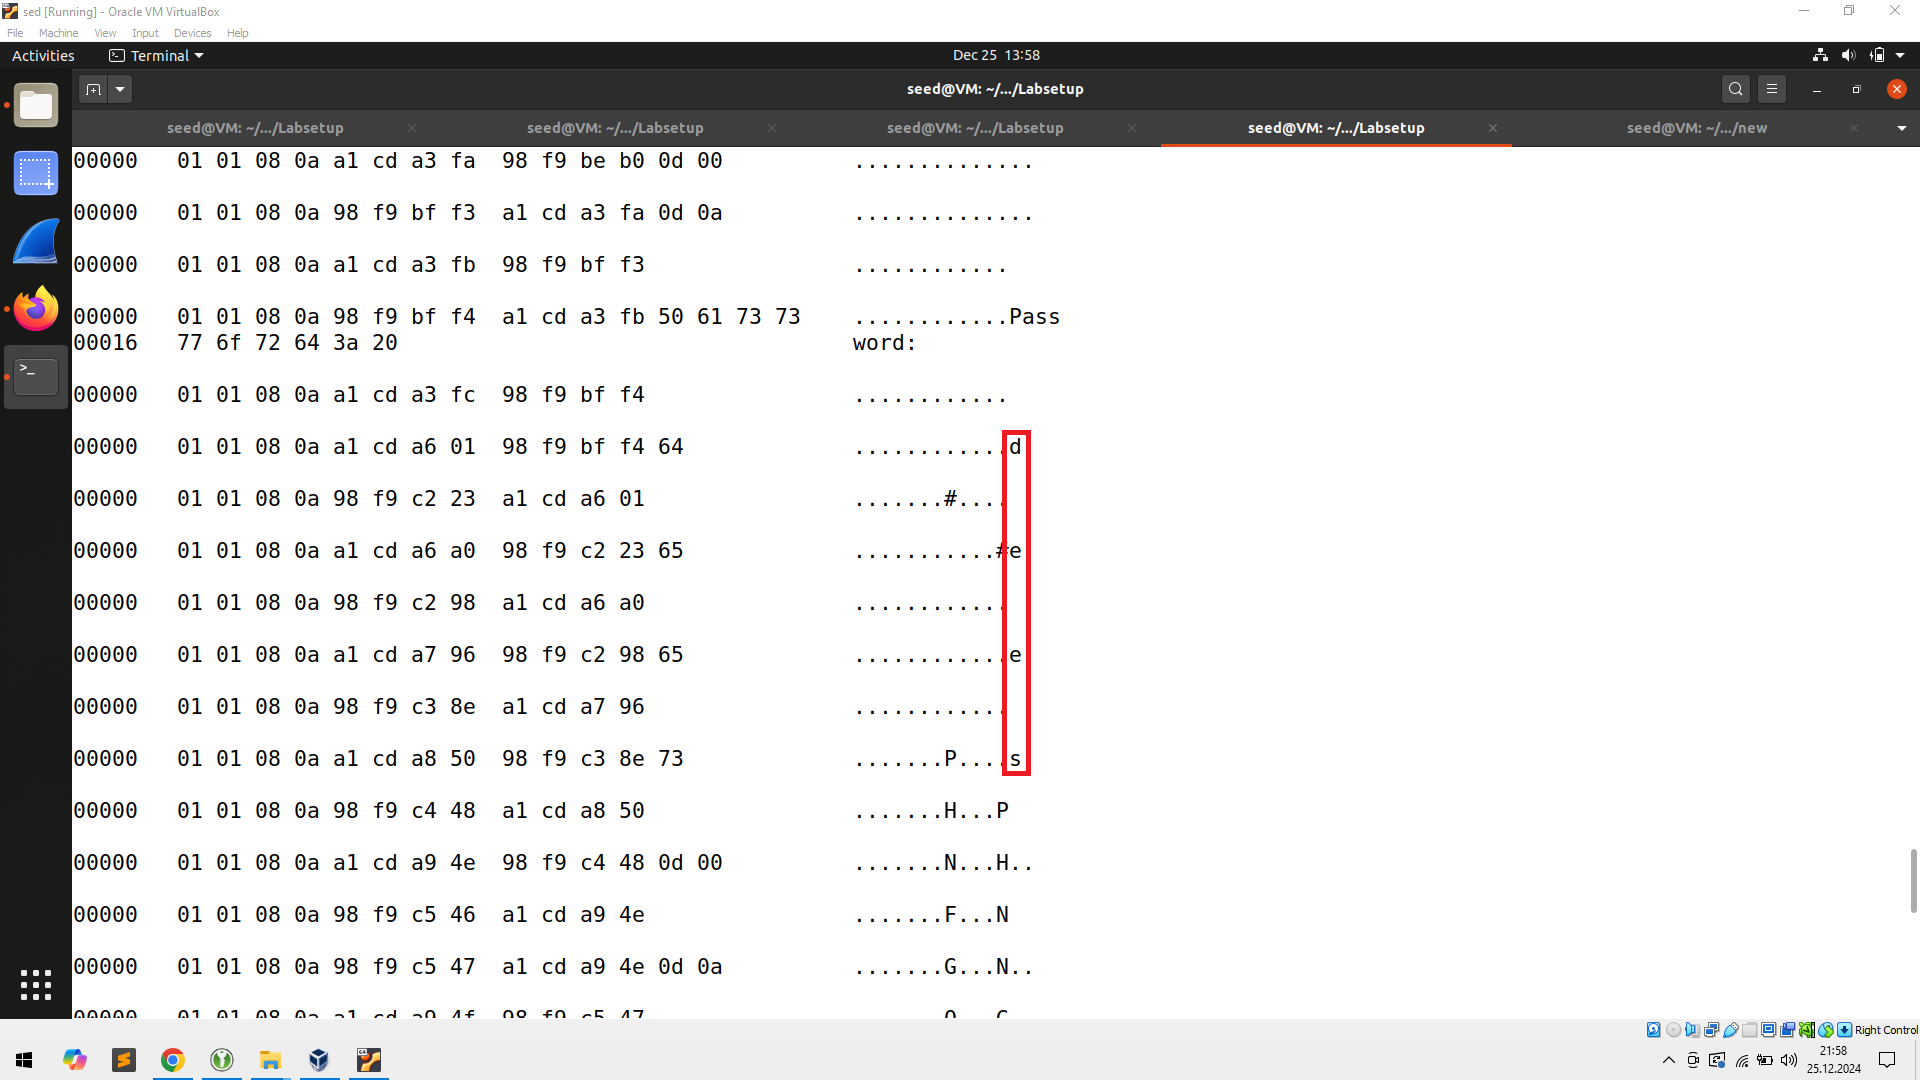 sed [Running] - Oracle VM VirtualBox
File Machine View Input Devices Help
Activities Terminal Dec 25 13:58
seed@VM: ~/.../Labsetup
seed@VM: ~/.../Labsetup seed@VM: ~/.../Labsetup seed@VM: ~/.../Labsetup seed@VM: ~/.../Labsetup seed@VM: ~/.../new
00000 01 01 08 0a a1 cd a3 fa 98 f9 be b0 0d 00 ..............
00000 01 01 08 0a 98 f9 bf f3 a1 cd a3 fa 0d 0a ..............
00000 01 01 08 0a a1 cd a3 fb 98 f9 bf f3 ............
00000 01 01 08 0a 98 f9 bf f4 a1 cd a3 fb 50 61 73 73 ............Pass
00016 77 6f 72 64 3a 20 word:
00000 01 01 08 0a a1 cd a3 fc 98 f9 bf f4 ............
00000 01 01 08 0a a1 cd a6 01 98 f9 bf f4 64 ............d
00000 01 01 08 0a 98 f9 c2 23 a1 cd a6 01 .......#....
00000 01 01 08 0a a1 cd a6 a0 98 f9 c2 23 65 ...........#e
00000 01 01 08 0a 98 f9 c2 98 a1 cd a6 a0 ............
00000 01 01 08 0a a1 cd a7 96 98 f9 c2 98 65 ............e
00000 01 01 08 0a 98 f9 c3 8e a1 cd a7 96 ............
00000 01 01 08 0a a1 cd a8 50 98 f9 c3 8e 73 .......P....s
00000 01 01 08 0a 98 f9 c4 48 a1 cd a8 50 .......H...P
00000 01 01 08 0a a1 cd a9 4e 98 f9 c4 48 0d 00 .......N...H..
00000 01 01 08 0a 98 f9 c5 46 a1 cd a9 4e .......F...N
00000 01 01 08 0a 98 f9 c5 47 a1 cd a9 4e 0d 0a .......G...N..
00000 01 01 08 0a a1 cd a9 4f 98 f9 c5 47 .......O...G
Right Control
21:58
25.12.2024